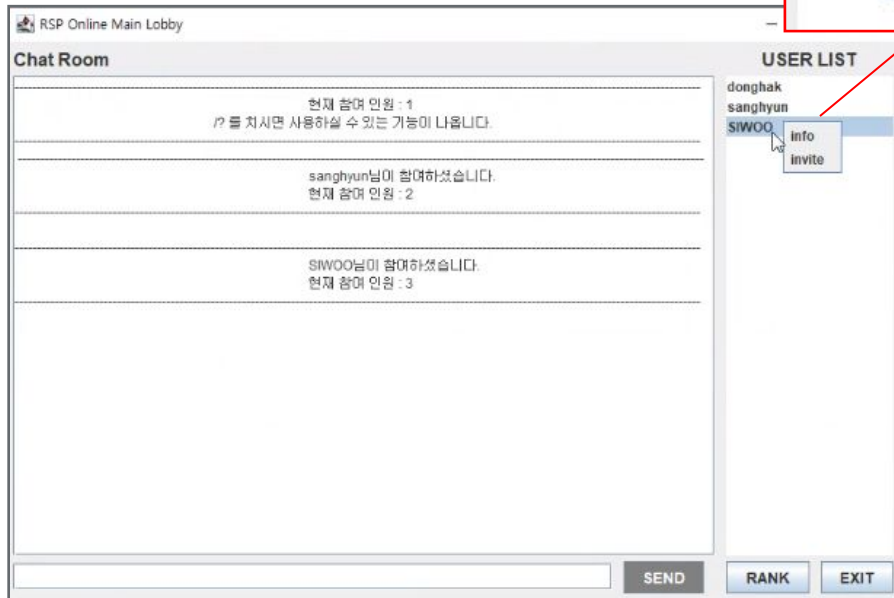 RSP Online Main Lobby
Chat Room
현재 참여 인원 : 1
/? 를 치시면 사용하실 수 있는 기능이 나옵니다.
sanghyun님이 참여하셨습니다.
현재 참여 인원 : 2
SIWOO님이 참여하셨습니다.
현재 참여 인원 : 3
SEND
USER LIST
donghak
sanghyun
SIWOO
info
invite
RANK
EXIT